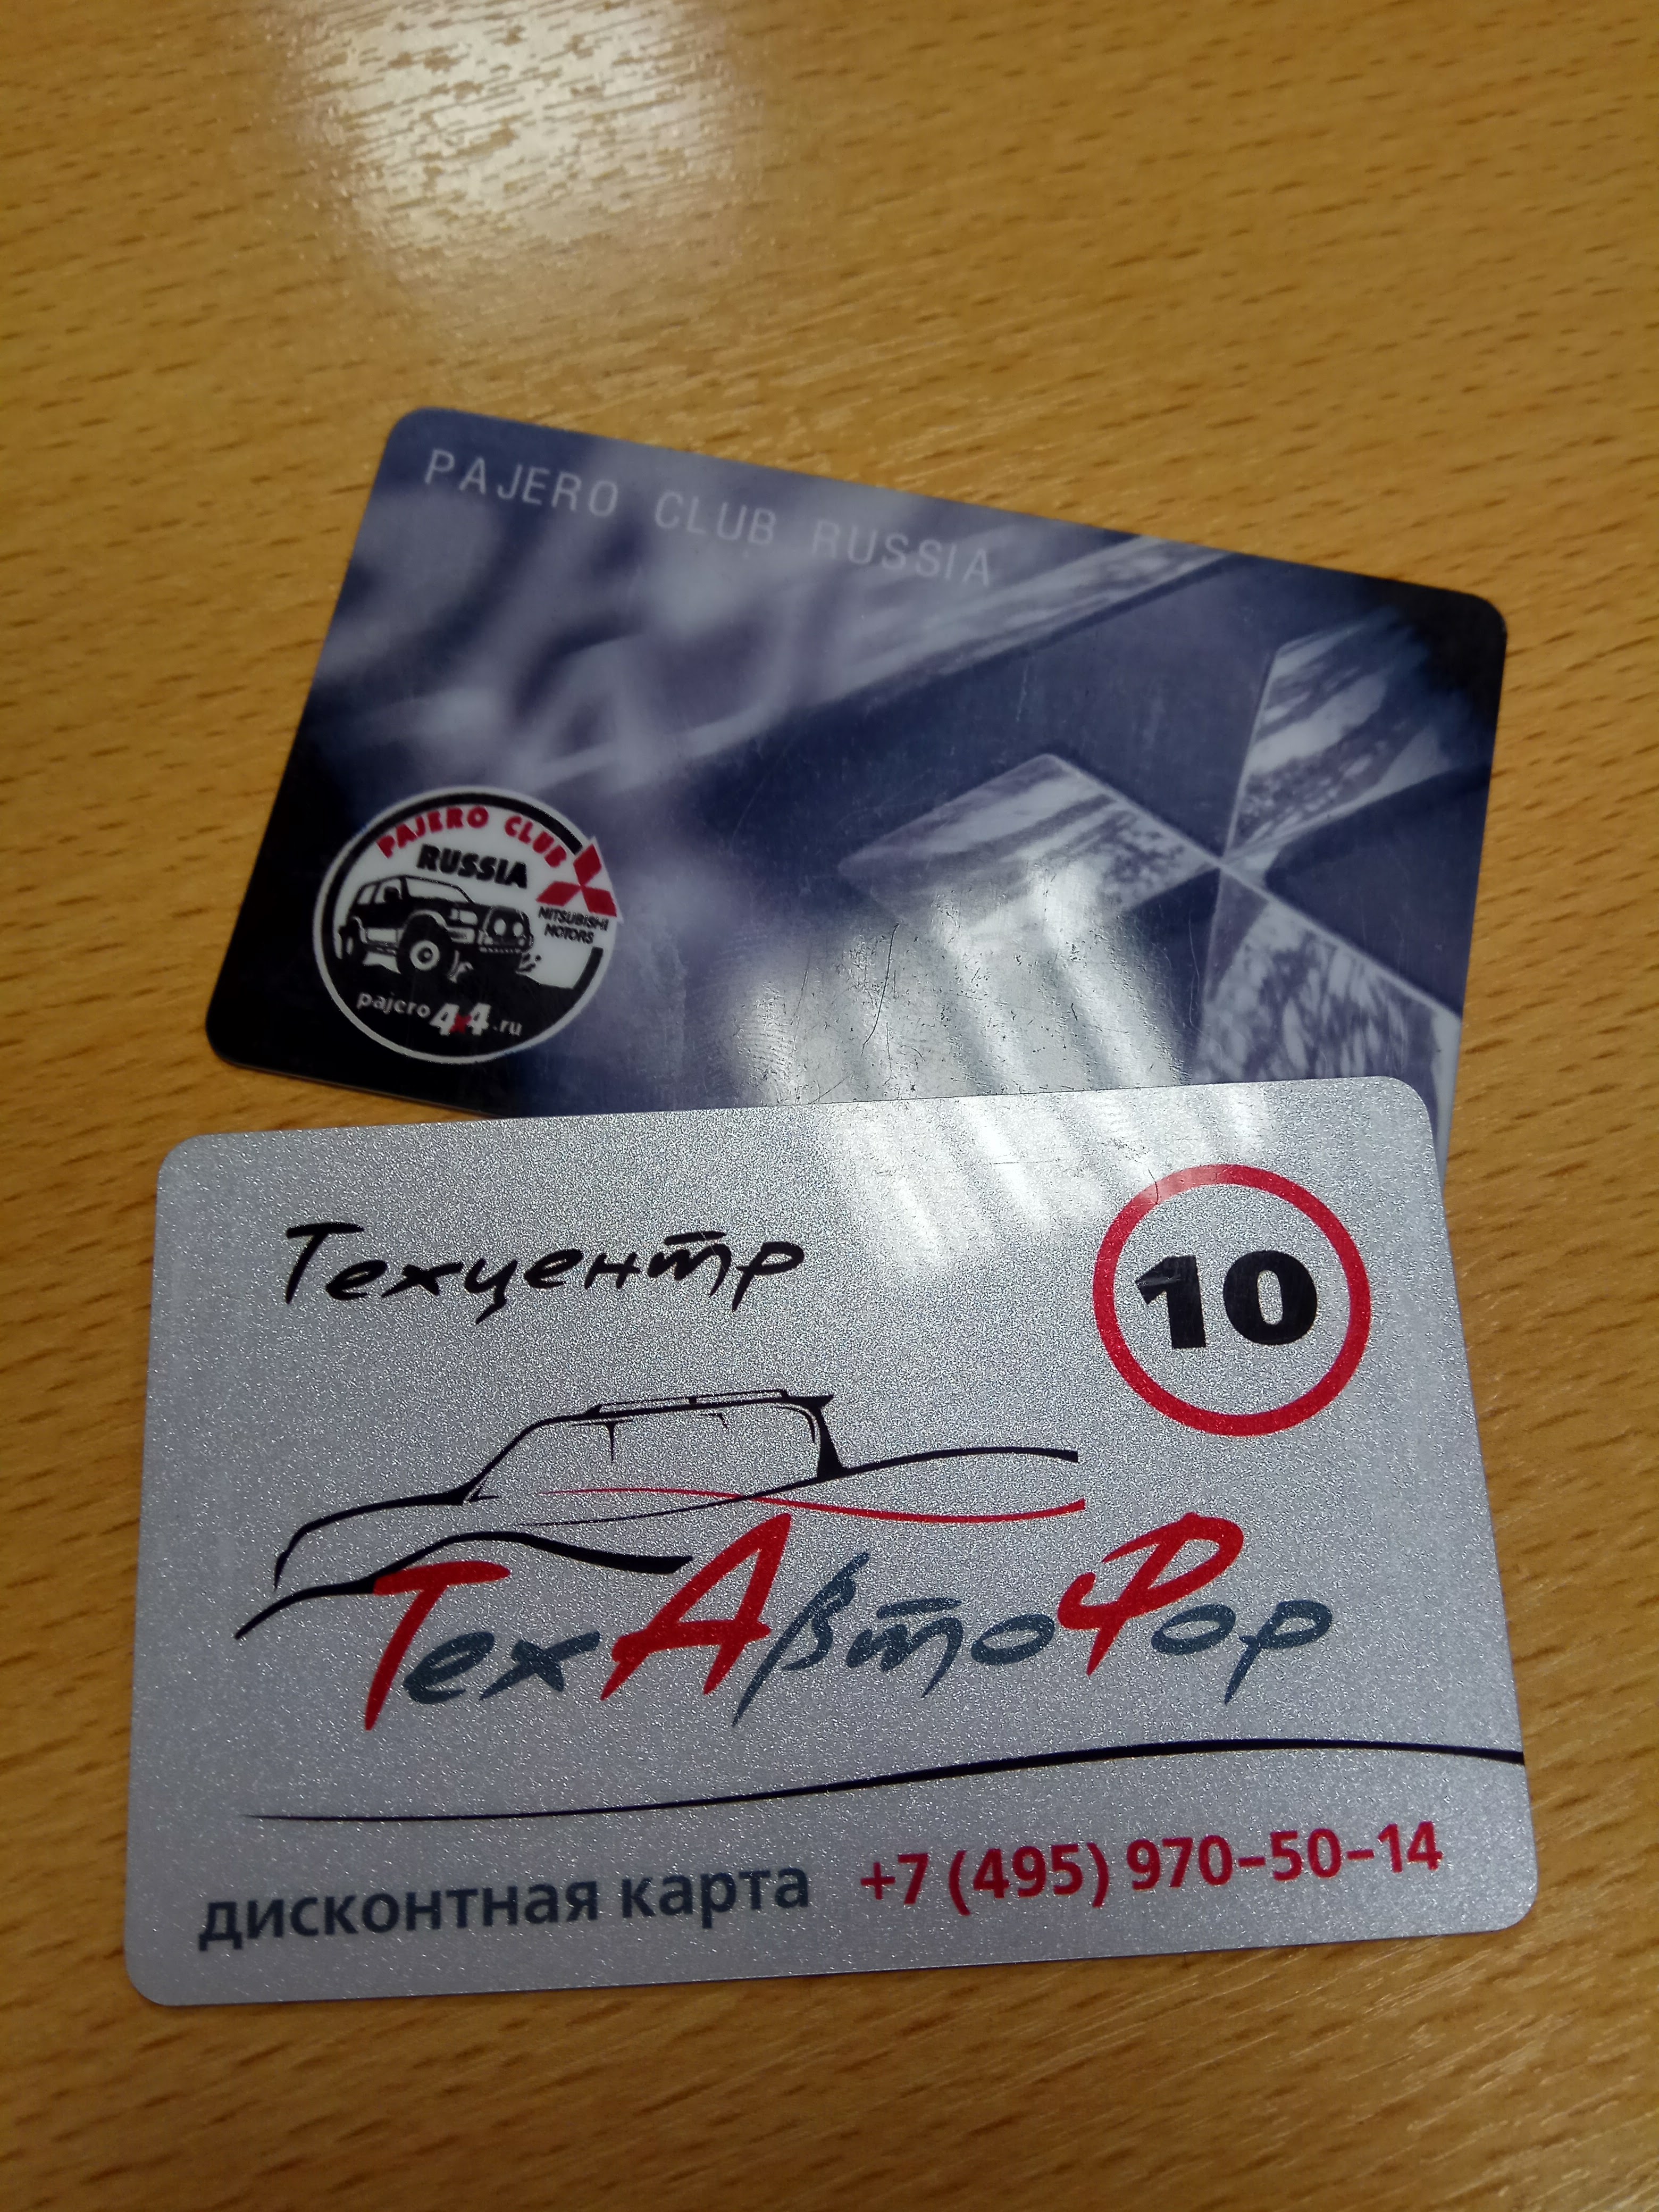 PAJERO CLUB RUSSIA
PAJERO CLUB
RUSSIA
MITSUBISHI
MOTORS
pajero4x4.ru
Техцентр
10
ТехАвтоФор
дисконтная карта +7 (495) 970-50-14